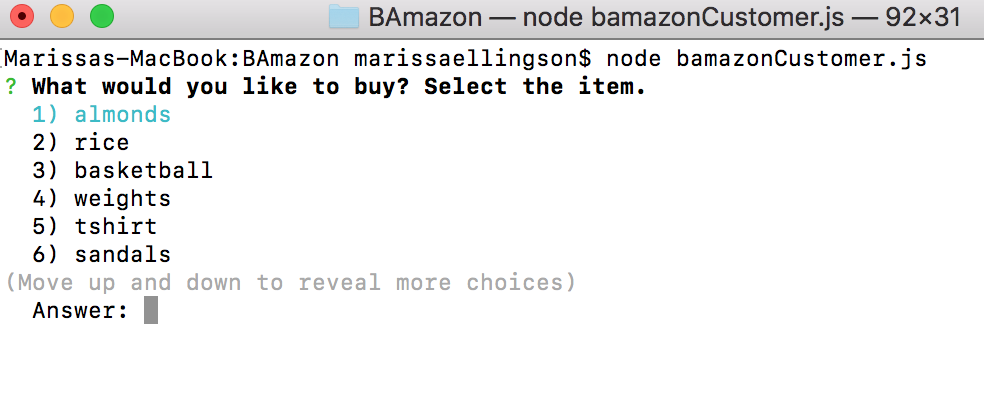 BAmazon — node bamazonCustomer.js — 92×31
[Marissas-MacBook:BAmazon marissaellingson$ node bamazonCustomer.js
? What would you like to buy? Select the item.
1) almonds
2) rice
3) basketball
4) weights
5) tshirt
6) sandals
(Move up and down to reveal more choices)
Answer: